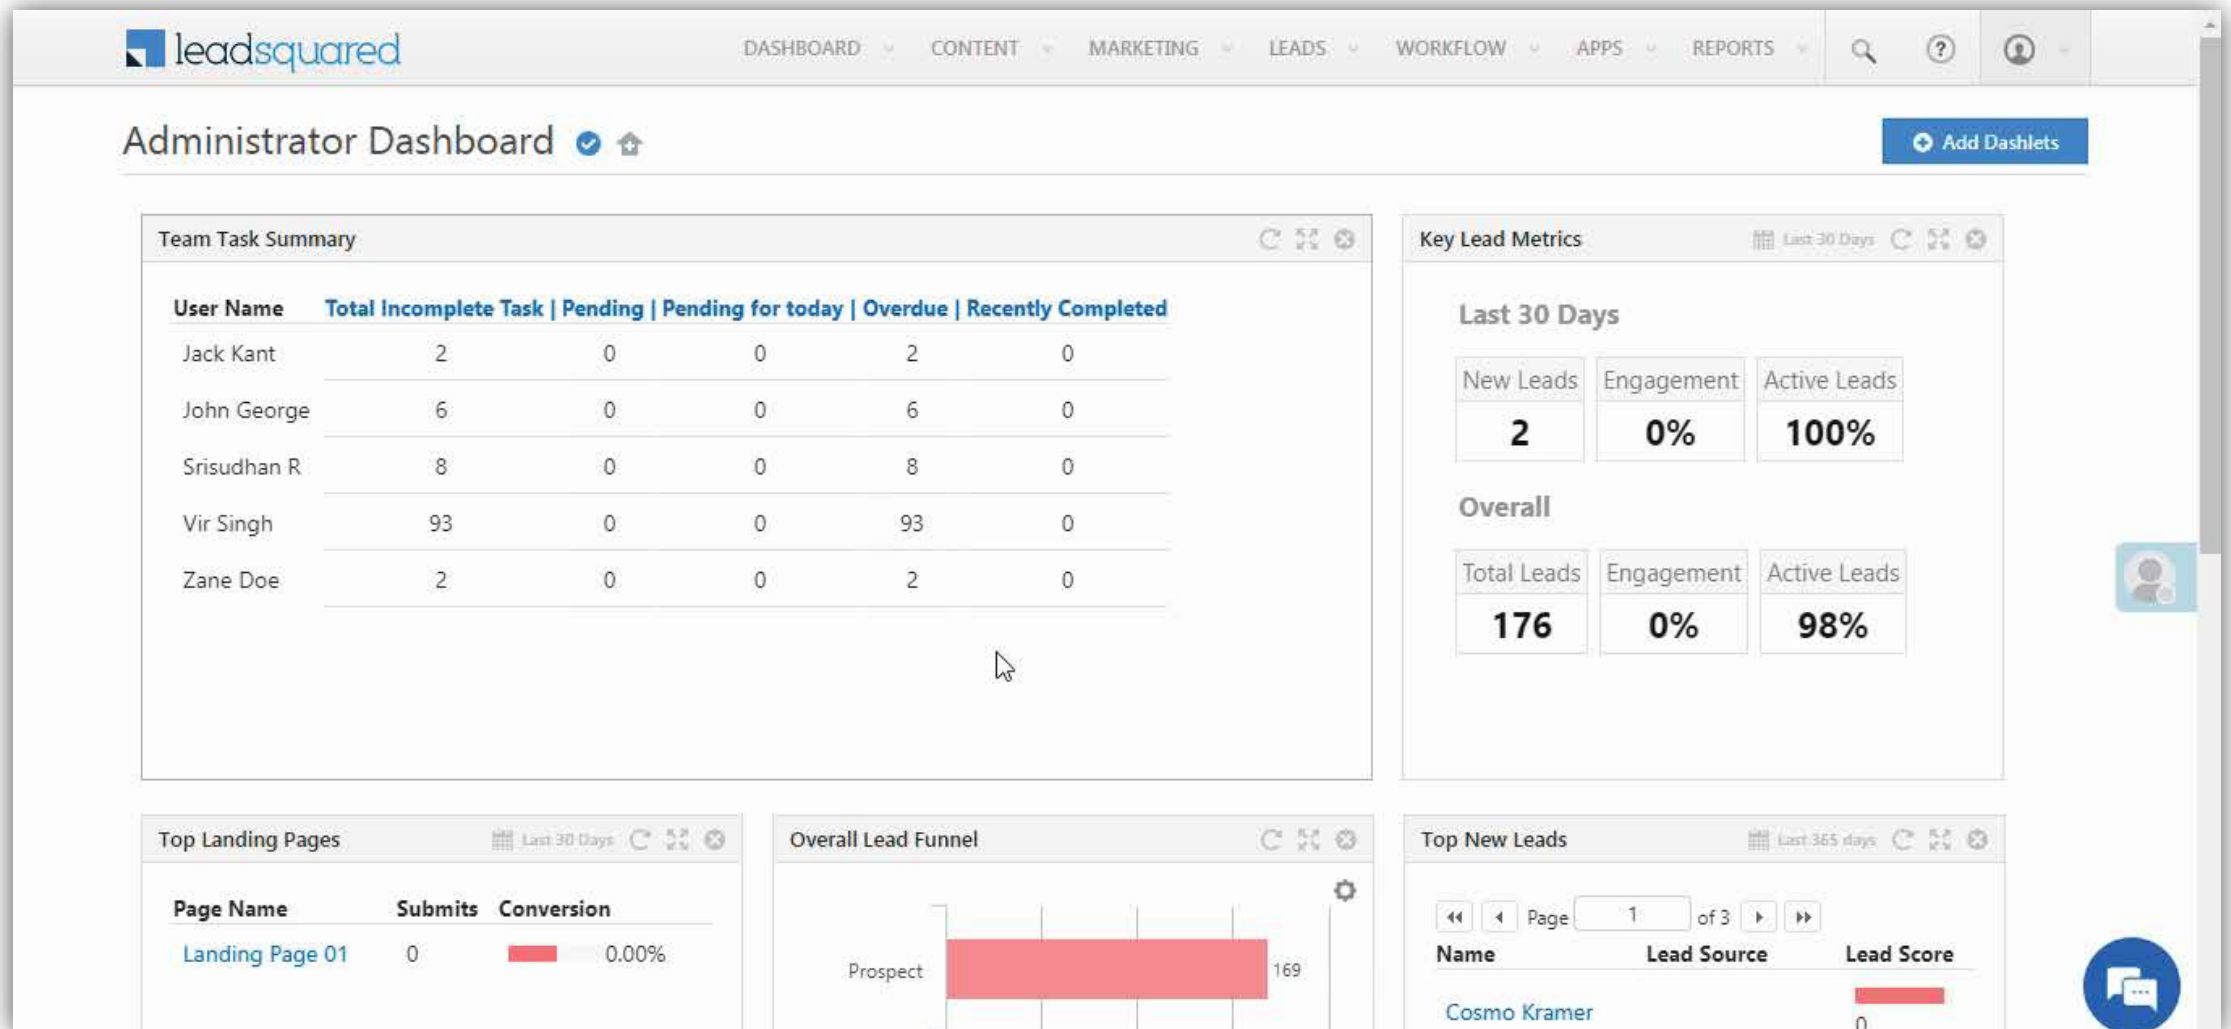 leadsquared
DASHBOARD CONTENT MARKETING LEADS WORKFLOW APPS REPORTS ?
Administrator Dashboard
Add Dashlets
Team Task Summary
User Name Total Incomplete Task | Pending | Pending for today | Overdue | Recently Completed
Jack Kant 2 0 0 2 0
John George 6 0 0 6 0
Srisudhan R 8 0 0 8 0
Vir Singh 93 0 0 93 0
Zane Doe 2 0 0 2 0
Key Lead Metrics Last 30 Days
Last 30 Days
New Leads Engagement Active Leads
2 0% 100%
Overall
Total Leads Engagement Active Leads
176 0% 98%
Top Landing Pages Last 30 Days
Page Name Submits Conversion
Landing Page 01 0 0.00%
Overall Lead Funnel
Prospect 169
Top New Leads Last 365 days
Page 1 of 3
Name Lead Source Lead Score
Cosmo Kramer
0